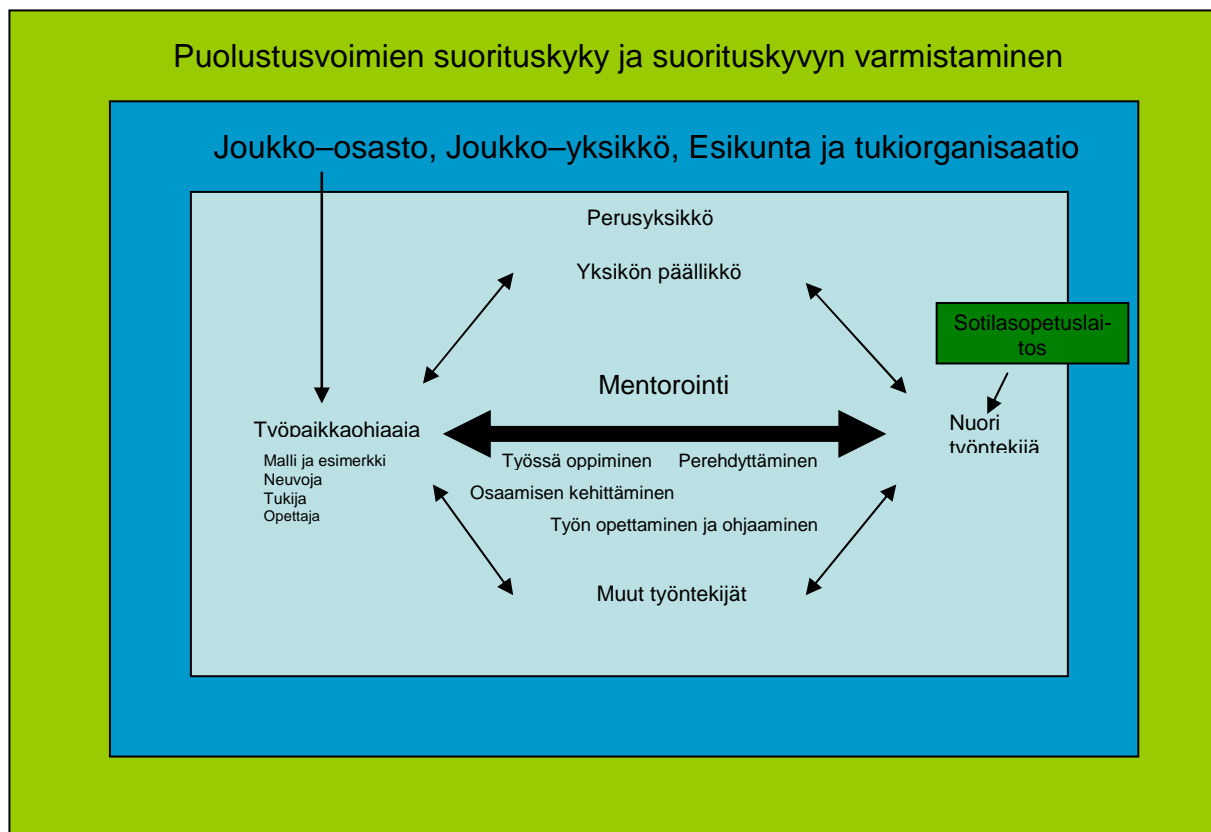 Puolustusvoimien suorituskyky ja suorituskyvyn varmistaminen
Joukko–osasto, Joukko–yksikkö, Esikunta ja tukiorganisaatio
Perusyksikkö
Yksikön päällikkö
Sotilasopetuslai-
tos
Mentorointi
Työpaikkaohjaaja
Malli ja esimerkki
Neuvoja
Tukija
Opettaja
Nuori
työntekijä
Työssä oppiminen Perehdyttäminen
Osaamisen kehittäminen
Työn opettaminen ja ohjaaminen
Muut työntekijät